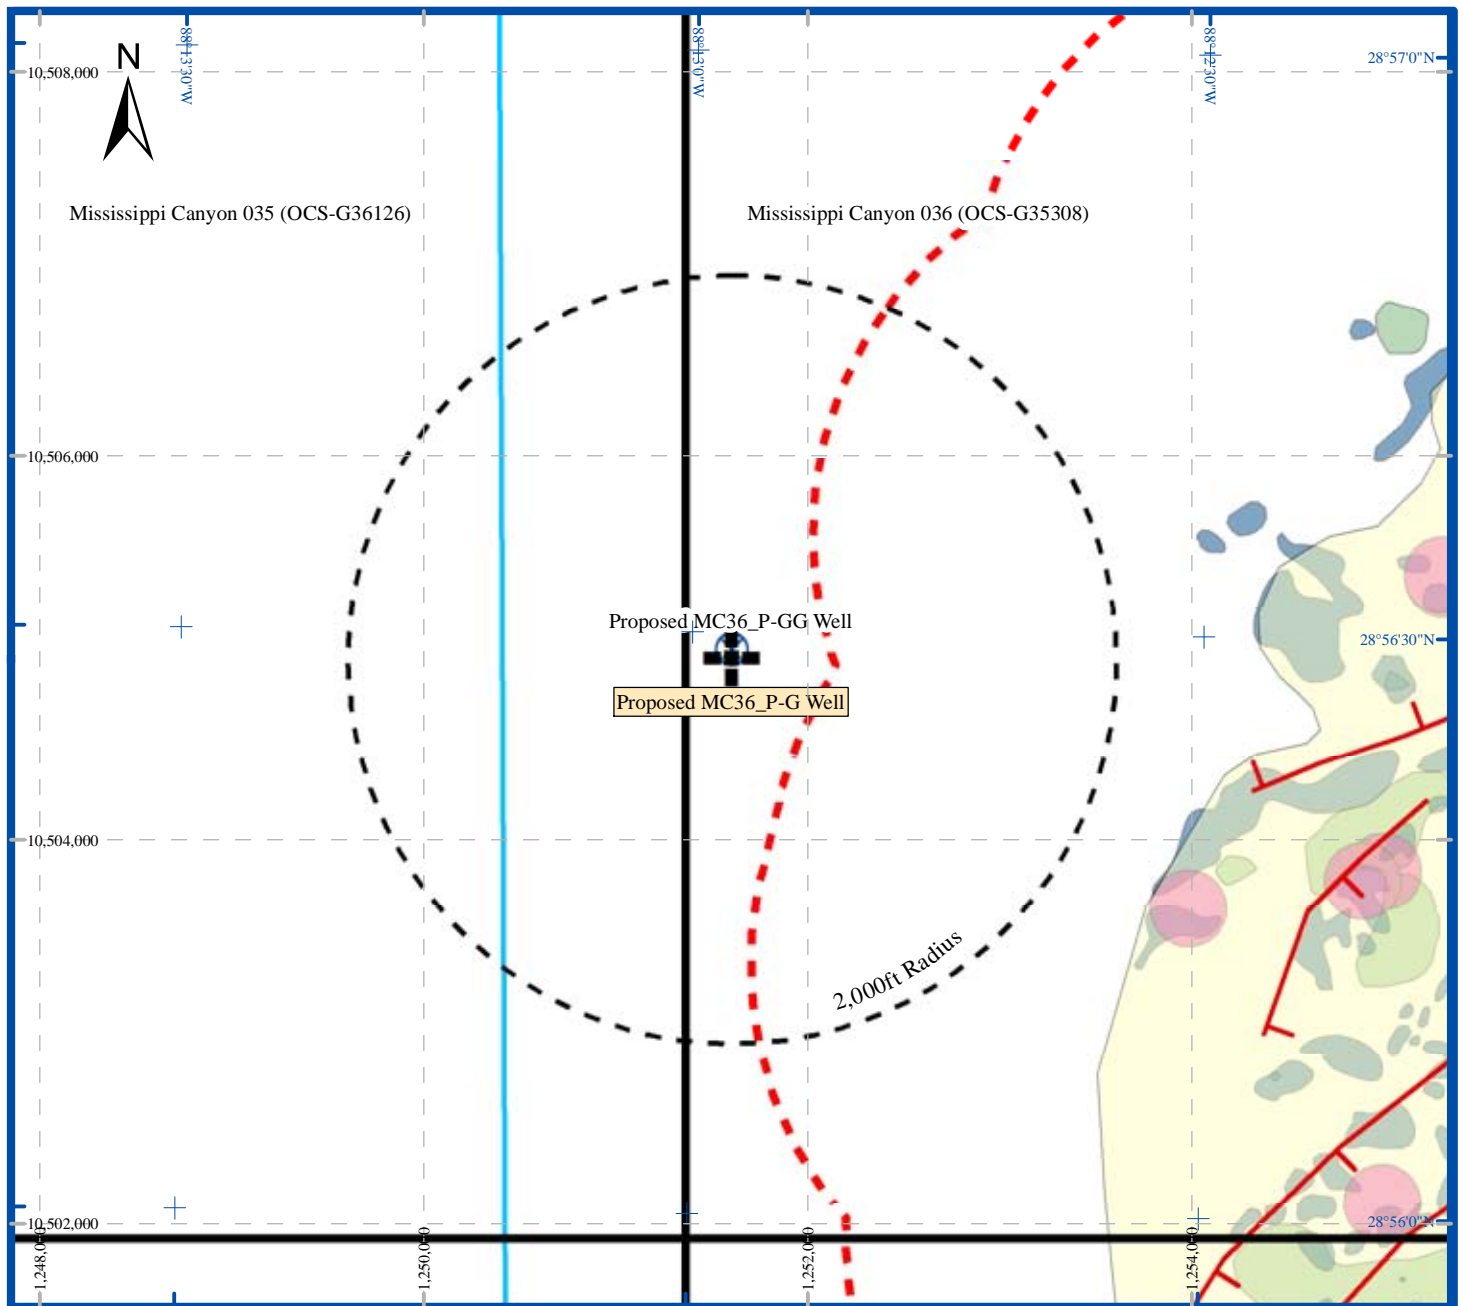 N
88°13'30"W
88°13'0"W
88°12'30"W
10,508,000
28°57'0"N
Mississippi Canyon 035 (OCS-G36126)
Mississippi Canyon 036 (OCS-G35308)
10,506,000
Proposed MC36_P-GG Well
28°56'30"N
Proposed MC36_P-G Well
10,504,000
2,000ft Radius
10,502,000
28°56'0"N
1,248,000
1,250,000
1,252,000
1,254,000